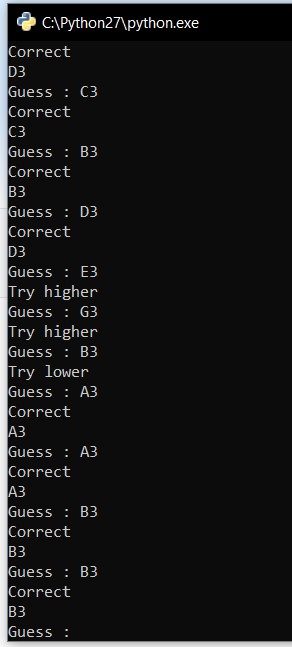 C:\Python27\python.exe
Correct
D3
Guess : C3
Correct
C3
Guess : B3
Correct
B3
Guess : D3
Correct
D3
Guess : E3
Try higher
Guess : G3
Try higher
Guess : B3
Try lower
Guess : A3
Correct
A3
Guess : A3
Correct
A3
Guess : B3
Correct
B3
Guess : B3
Correct
B3
Guess :